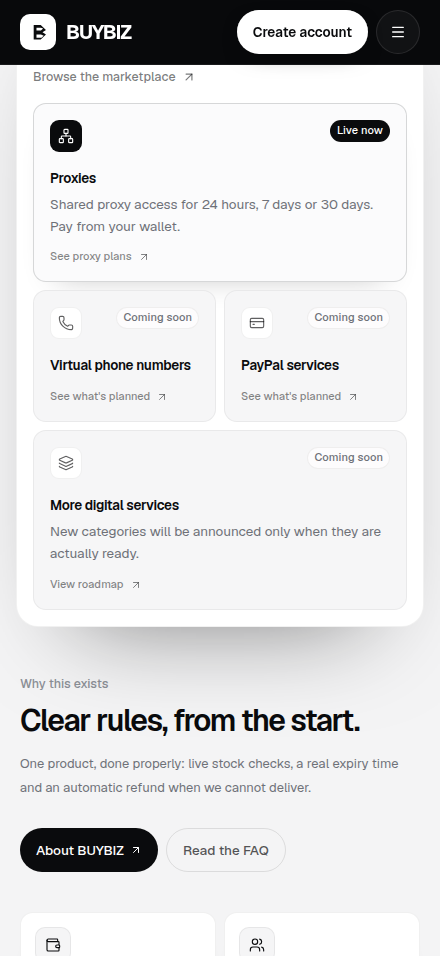 BUYBIZ
Create account
Browse the marketplace
Live now
Proxies
Shared proxy access for 24 hours, 7 days or 30 days.
Pay from your wallet.
See proxy plans
Coming soon
Virtual phone numbers
See what's planned
Coming soon
PayPal services
See what's planned
Coming soon
More digital services
New categories will be announced only when they are
actually ready.
View roadmap
Why this exists
Clear rules, from the start.
One product, done properly: live stock checks, a real expiry time
and an automatic refund when we cannot deliver.
About BUYBIZ
Read the FAQ